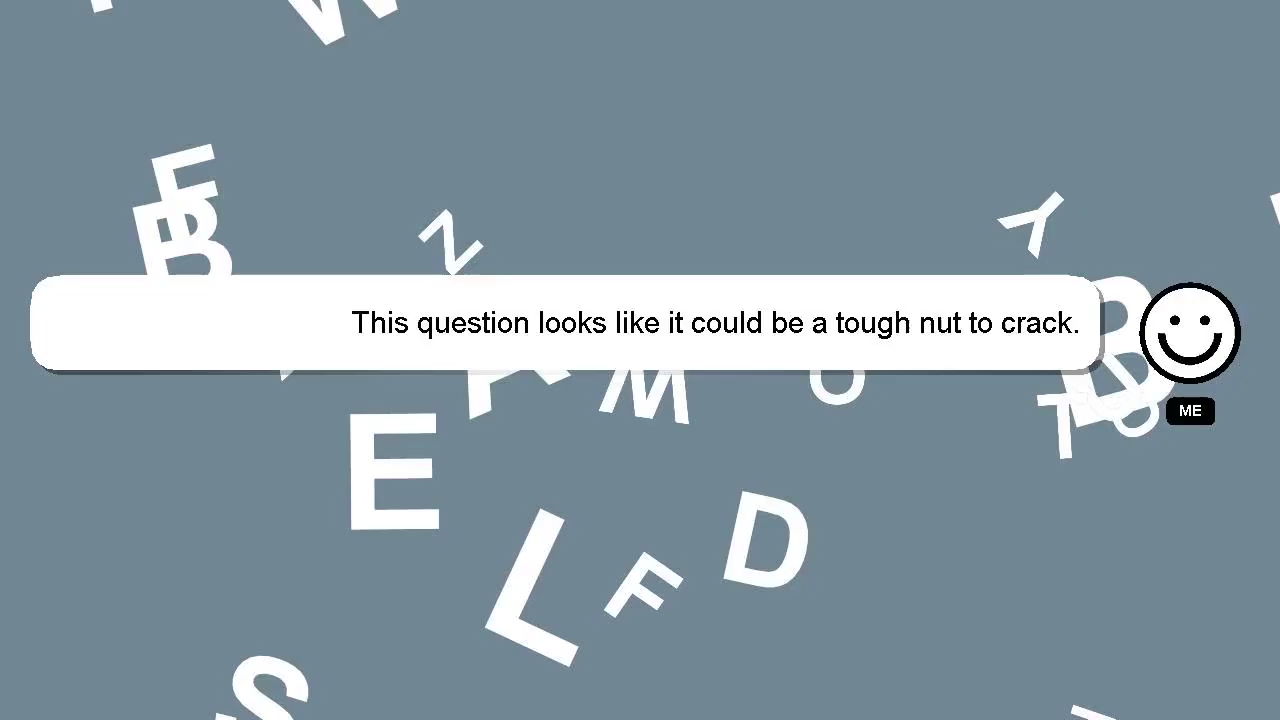 W
F
B
Z
Y
B
This question looks like it could be a tough nut to crack.
ME
A
M
O
T
E
L
F
D
S